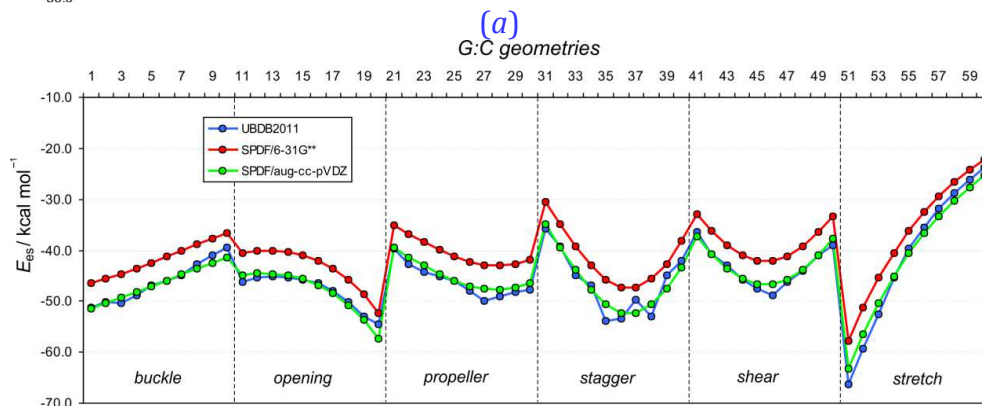 (a)
G:C geometries
1 3 5 7 9 11 13 15 17 19 21 23 25 27 29 31 33 35 37 39 41 43 45 47 49 51 53 55 57 59
-10.0
-20.0
-30.0
-40.0
-50.0
-60.0
-70.0
E_es / kcal mol⁻¹
UBDB2011
SPDF/6-31G**
SPDF/aug-cc-pVDZ
buckle opening propeller stagger shear stretch